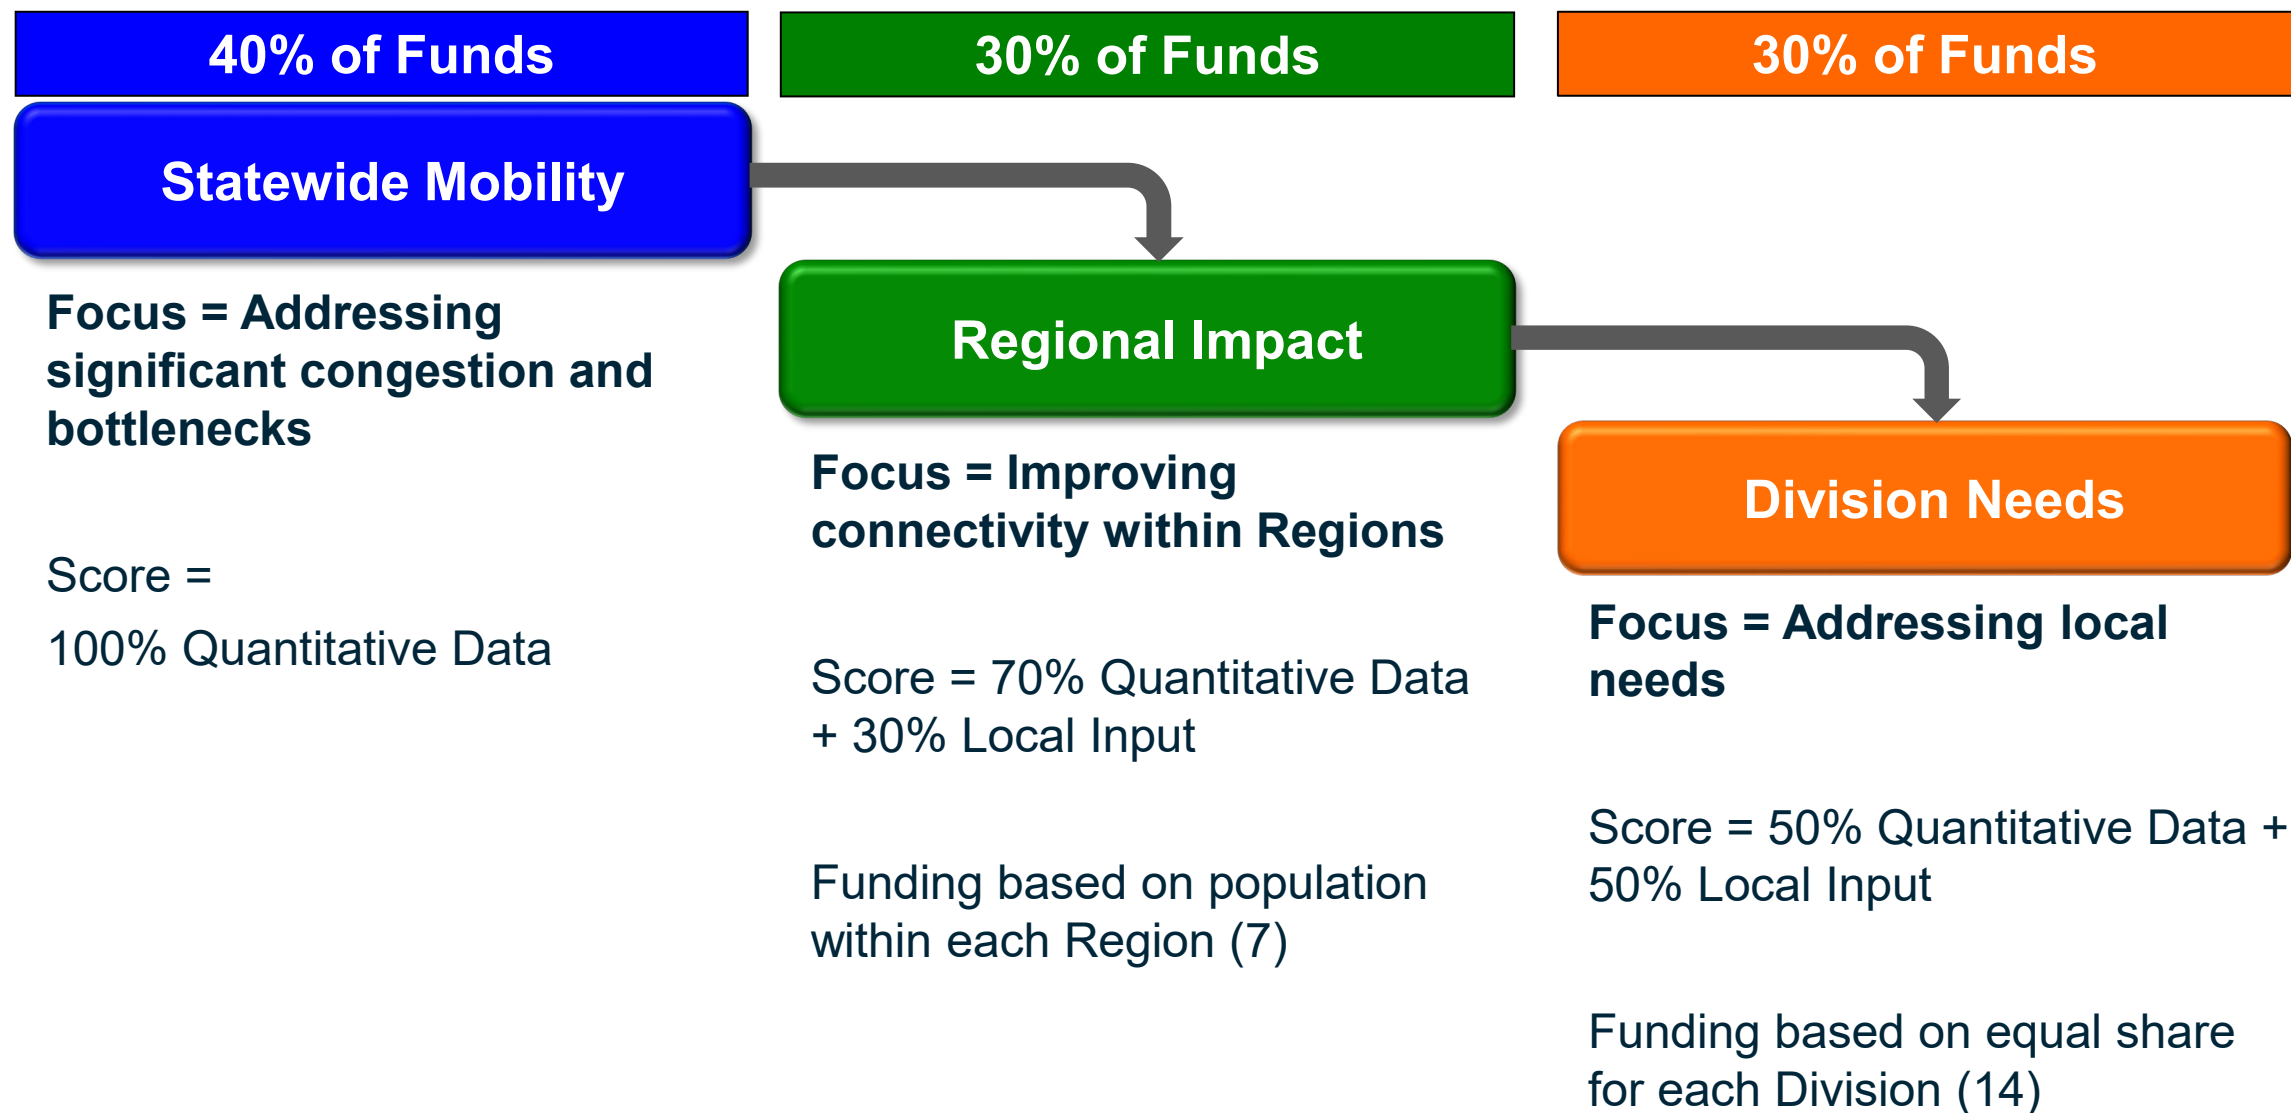 40% of Funds
30% of Funds
30% of Funds
Statewide Mobility
Focus = Addressing
significant congestion and
bottlenecks
Score =
100% Quantitative Data
Regional Impact
Focus = Improving
connectivity within Regions
Score = 70% Quantitative Data
+ 30% Local Input
Funding based on population
within each Region (7)
Division Needs
Focus = Addressing local
needs
Score = 50% Quantitative Data +
50% Local Input
Funding based on equal share
for each Division (14)